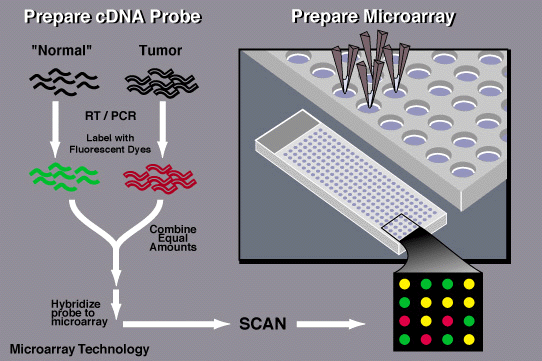 Prepare cDNA Probe
Prepare Microarray
"Normal"
Tumor
RT / PCR
Label with
Fluorescent Dyes
Combine
Equal
Amounts
Hybridize
probe to
microarray
SCAN
Microarray Technology